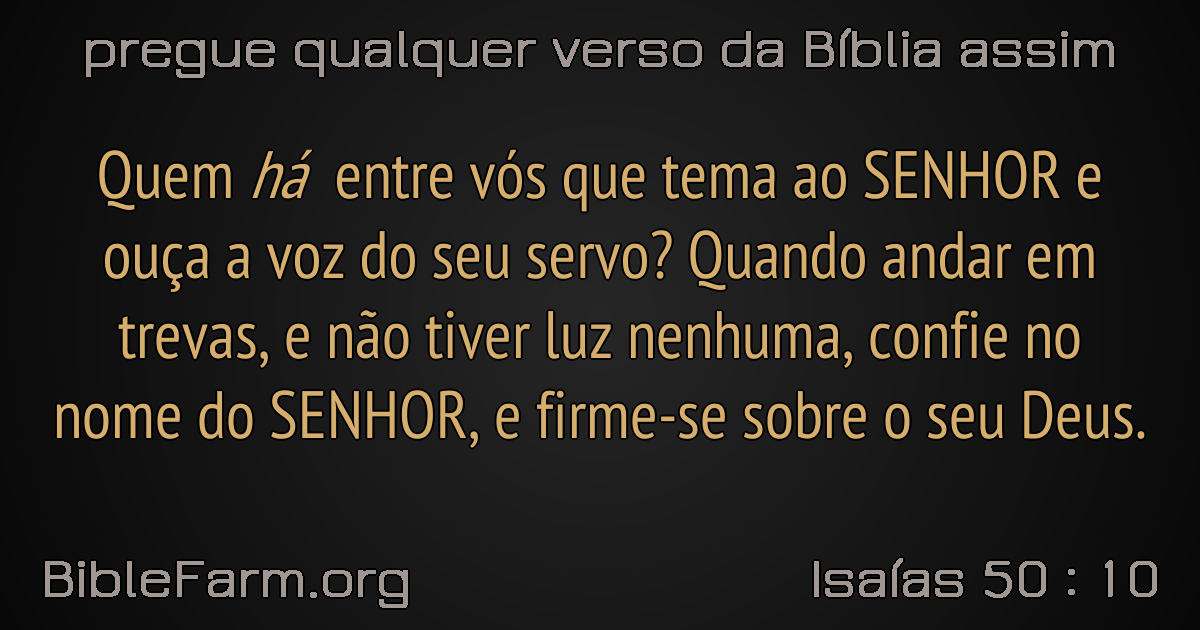 pregue qualquer verso da Bíblia assim
Quem há entre vós que tema ao SENHOR e
ouça a voz do seu servo? Quando andar em
trevas, e não tiver luz nenhuma, confie no
nome do SENHOR, e firme-se sobre o seu Deus.
BibleFarm.org
Isaías 50 : 10